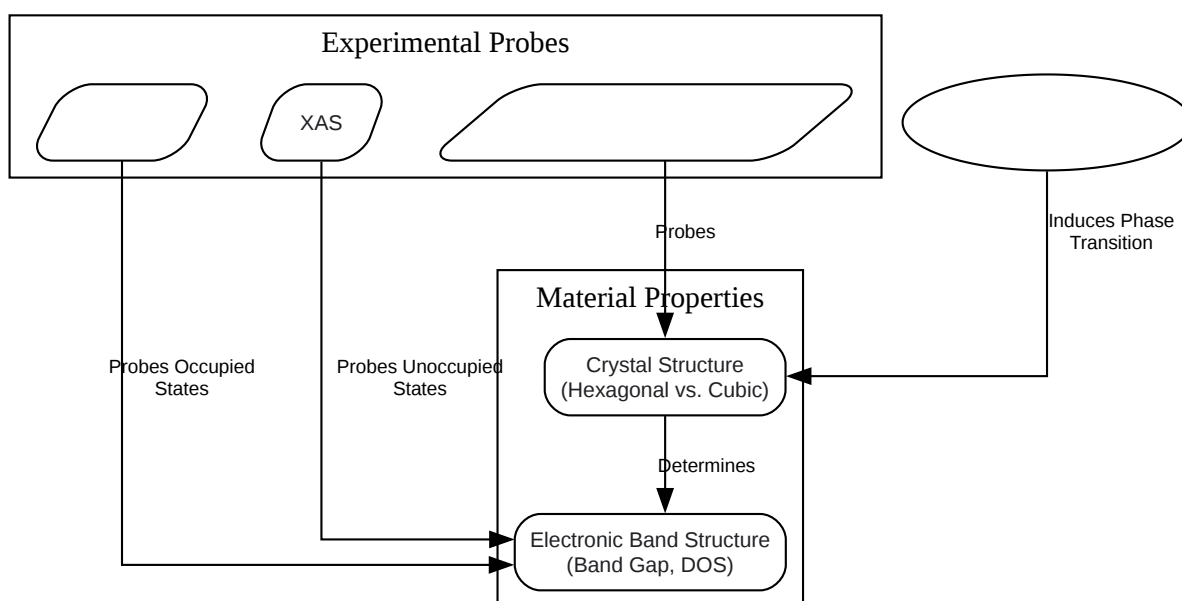 Experimental Probes
XAS
Probes
Induces Phase
Transition
Material Properties
Probes Occupied
States
Probes Unoccupied
States
Crystal Structure
(Hexagonal vs. Cubic)
Determines
Electronic Band Structure
(Band Gap, DOS)